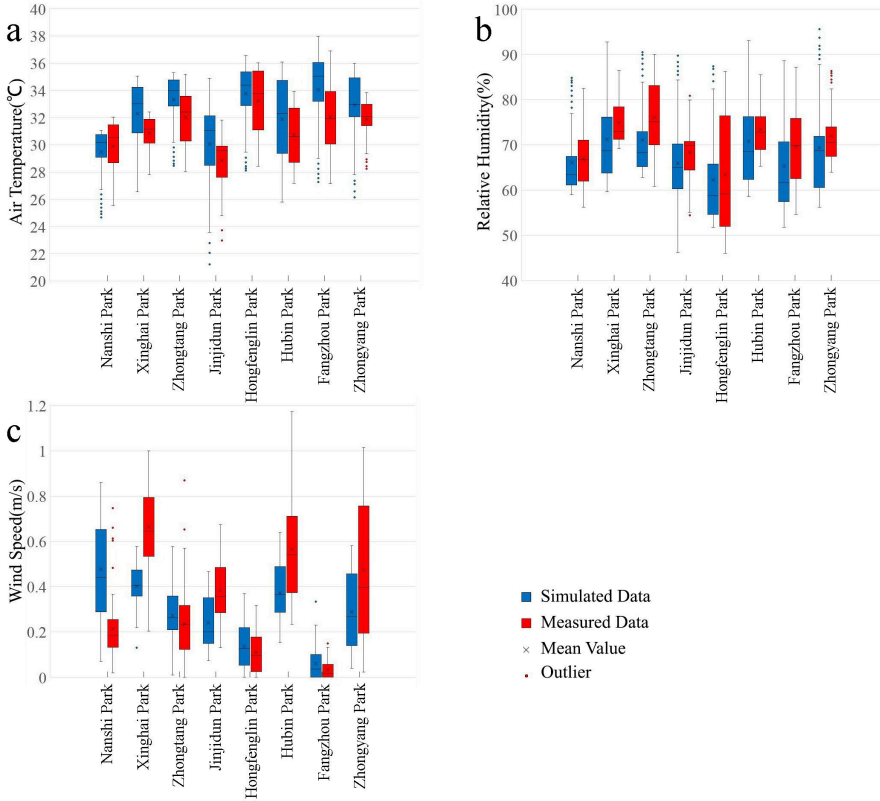 a
Air Temperature(℃)
40
38
36
34
32
30
28
26
24
22
20
Nanshi Park
Xinghai Park
Zhongtang Park
Jinjidun Park
Hongfenglin Park
Hubin Park
Fangzhou Park
Zhongyang Park
b
Relative Humidity(%)
100
90
80
70
60
50
40
Nanshi Park
Xinghai Park
Zhongtang Park
Jinjidun Park
Hongfenglin Park
Hubin Park
Fangzhou Park
Zhongyang Park
c
Wind Speed(m/s)
1.2
1
0.8
0.6
0.4
0.2
0
Nanshi Park
Xinghai Park
Zhongtang Park
Jinjidun Park
Hongfenglin Park
Hubin Park
Fangzhou Park
Zhongyang Park
Simulated Data
Measured Data
Mean Value
Outlier